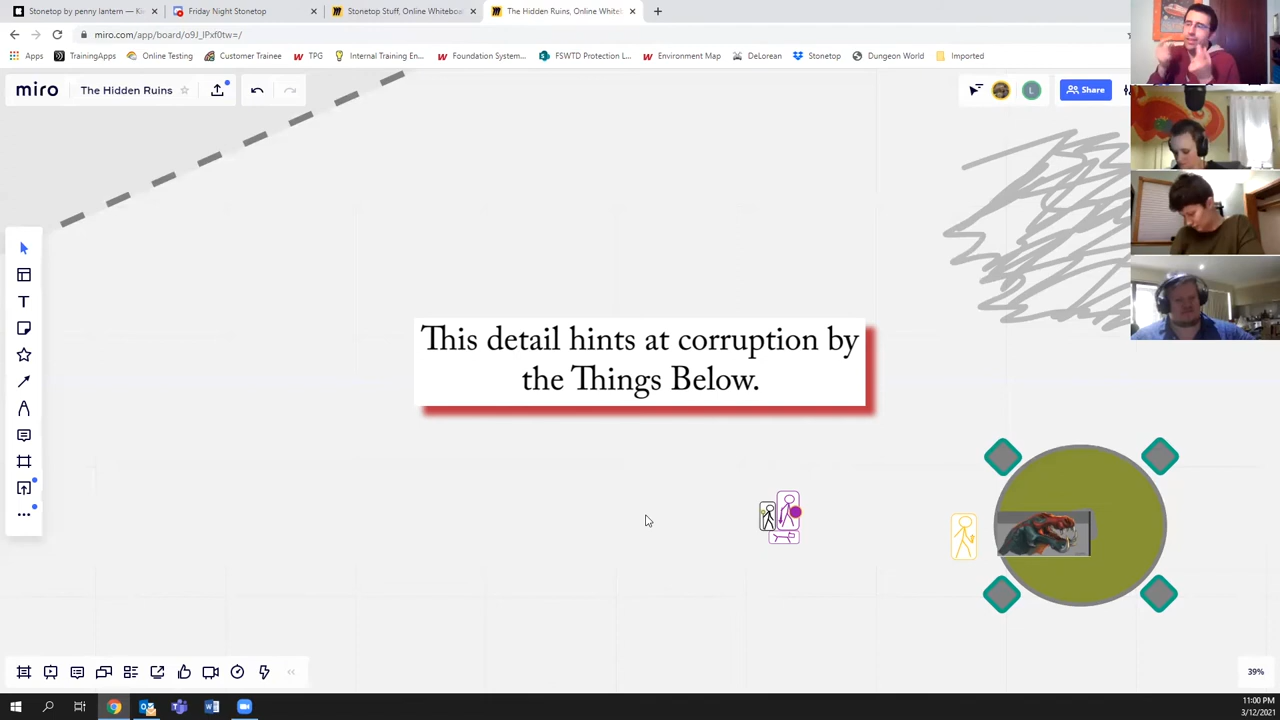 Stonetop by penny lantern — Ki
Friday Night Stonetop
Stonetop Stuff, Online Whiteboa
The Hidden Ruins, Online White
miro.com/app/board/o9J_lPxf0tw=/
Apps
TrainingApps
Online Testing
Customer Trainee
TPG
Internal Training En...
Foundation System...
FSWTD Protection L...
Environment Map
DeLorean
Stonetop
Dungeon World
Imported
miro
The Hidden Ruins
L
Share
This detail hints at corruption by
the Things Below.
39%
11:00 PM
3/12/2021